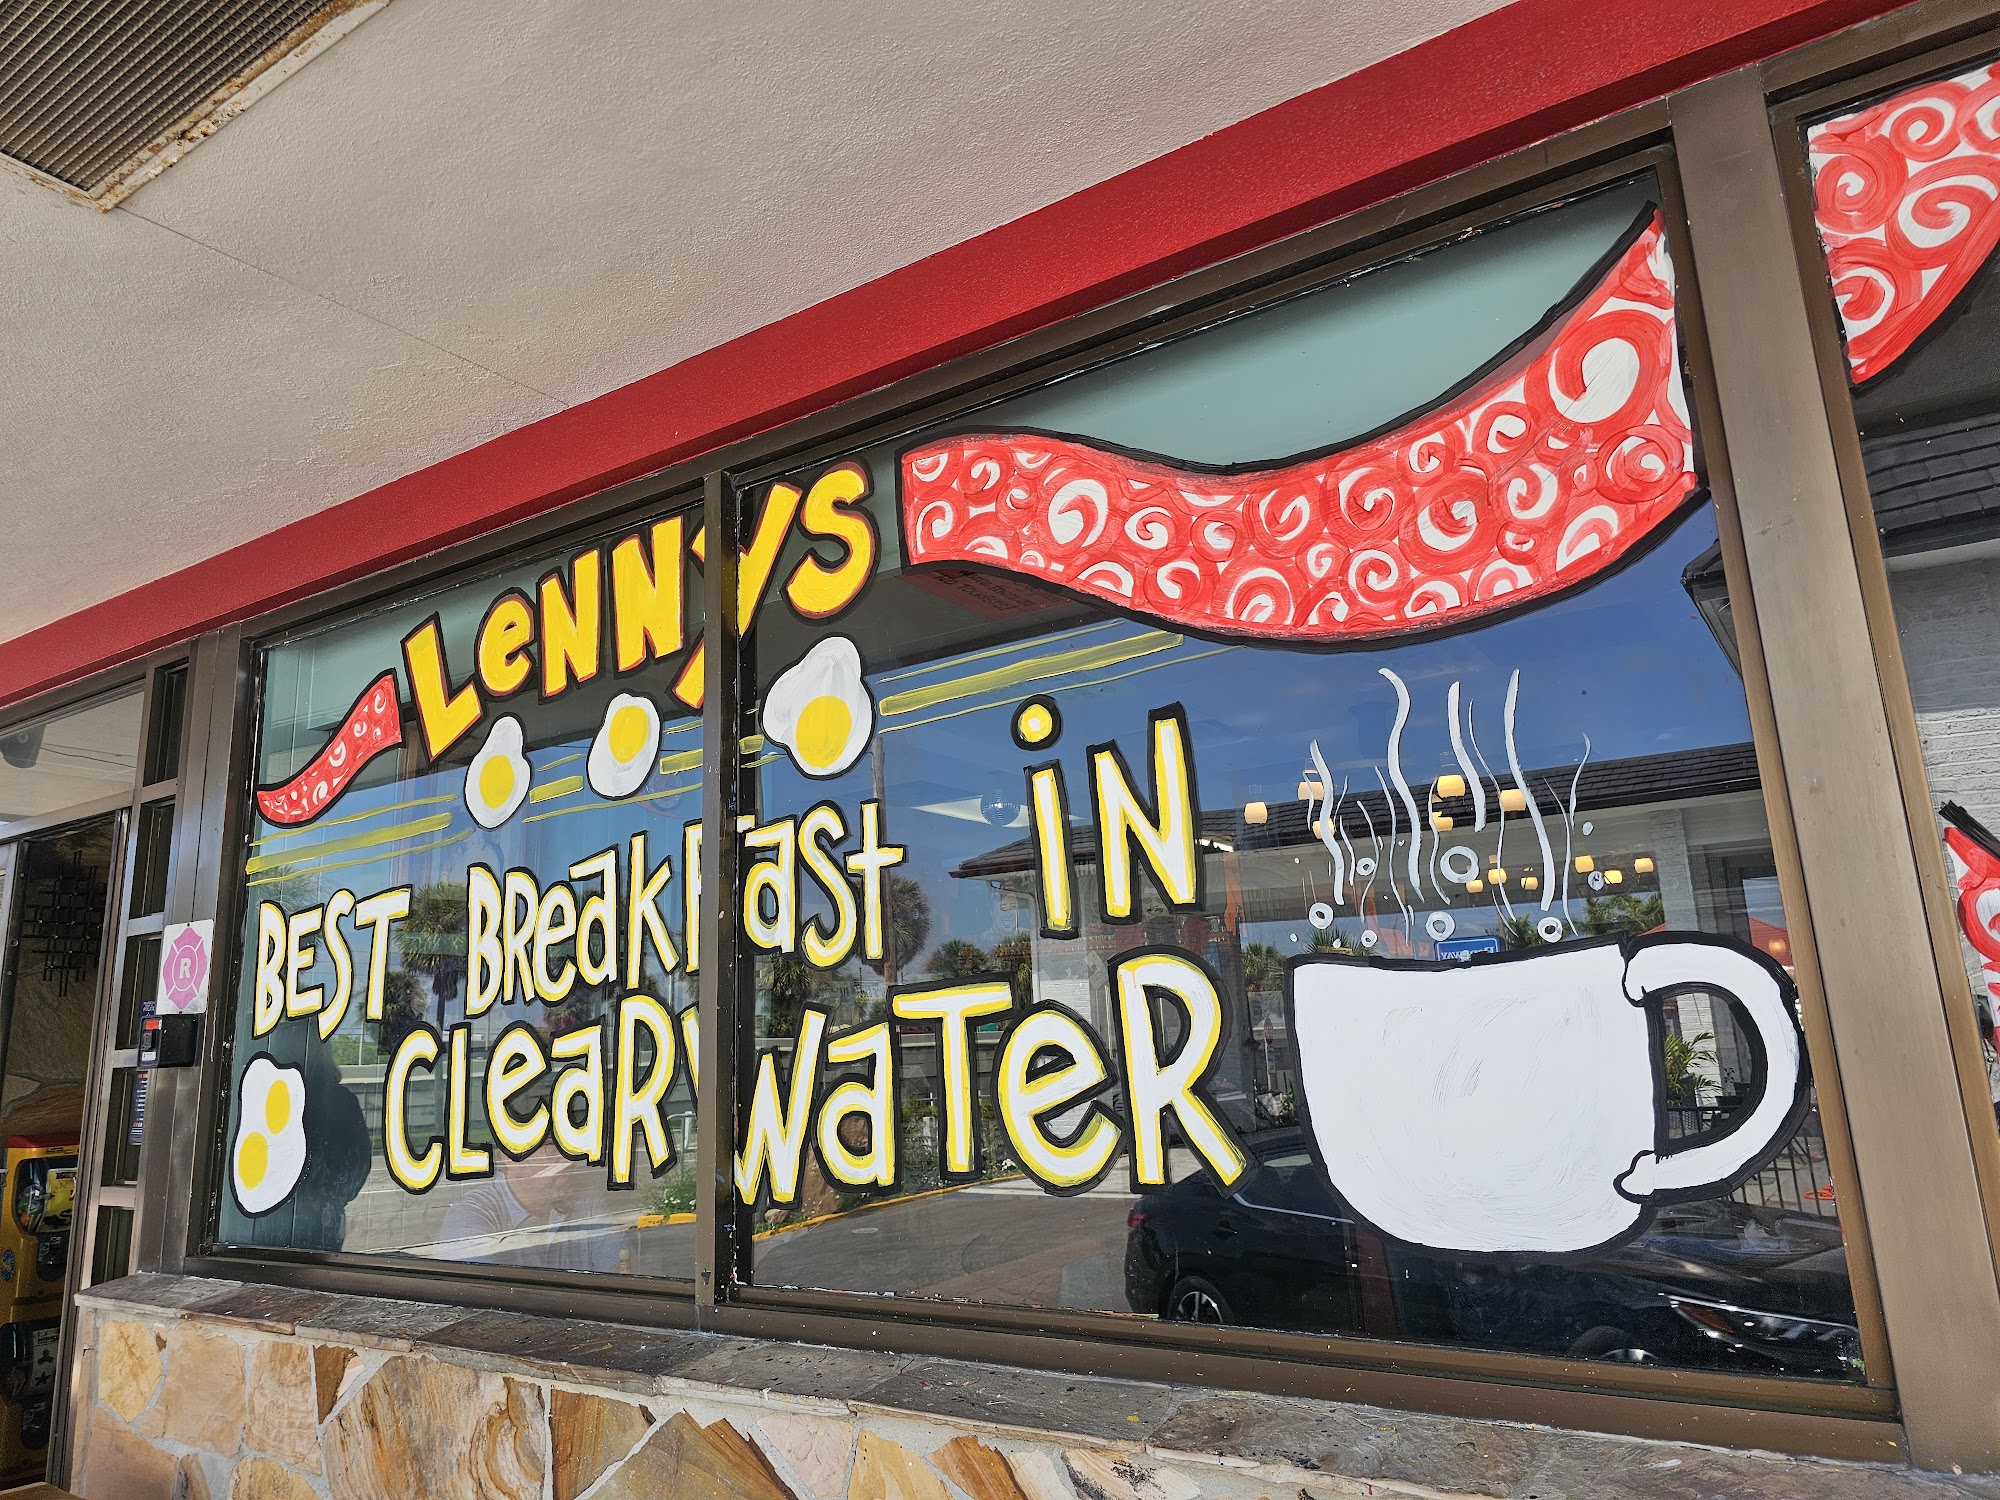 Lennys
BEST BReakFast iN
CLeaRWaTeR
R